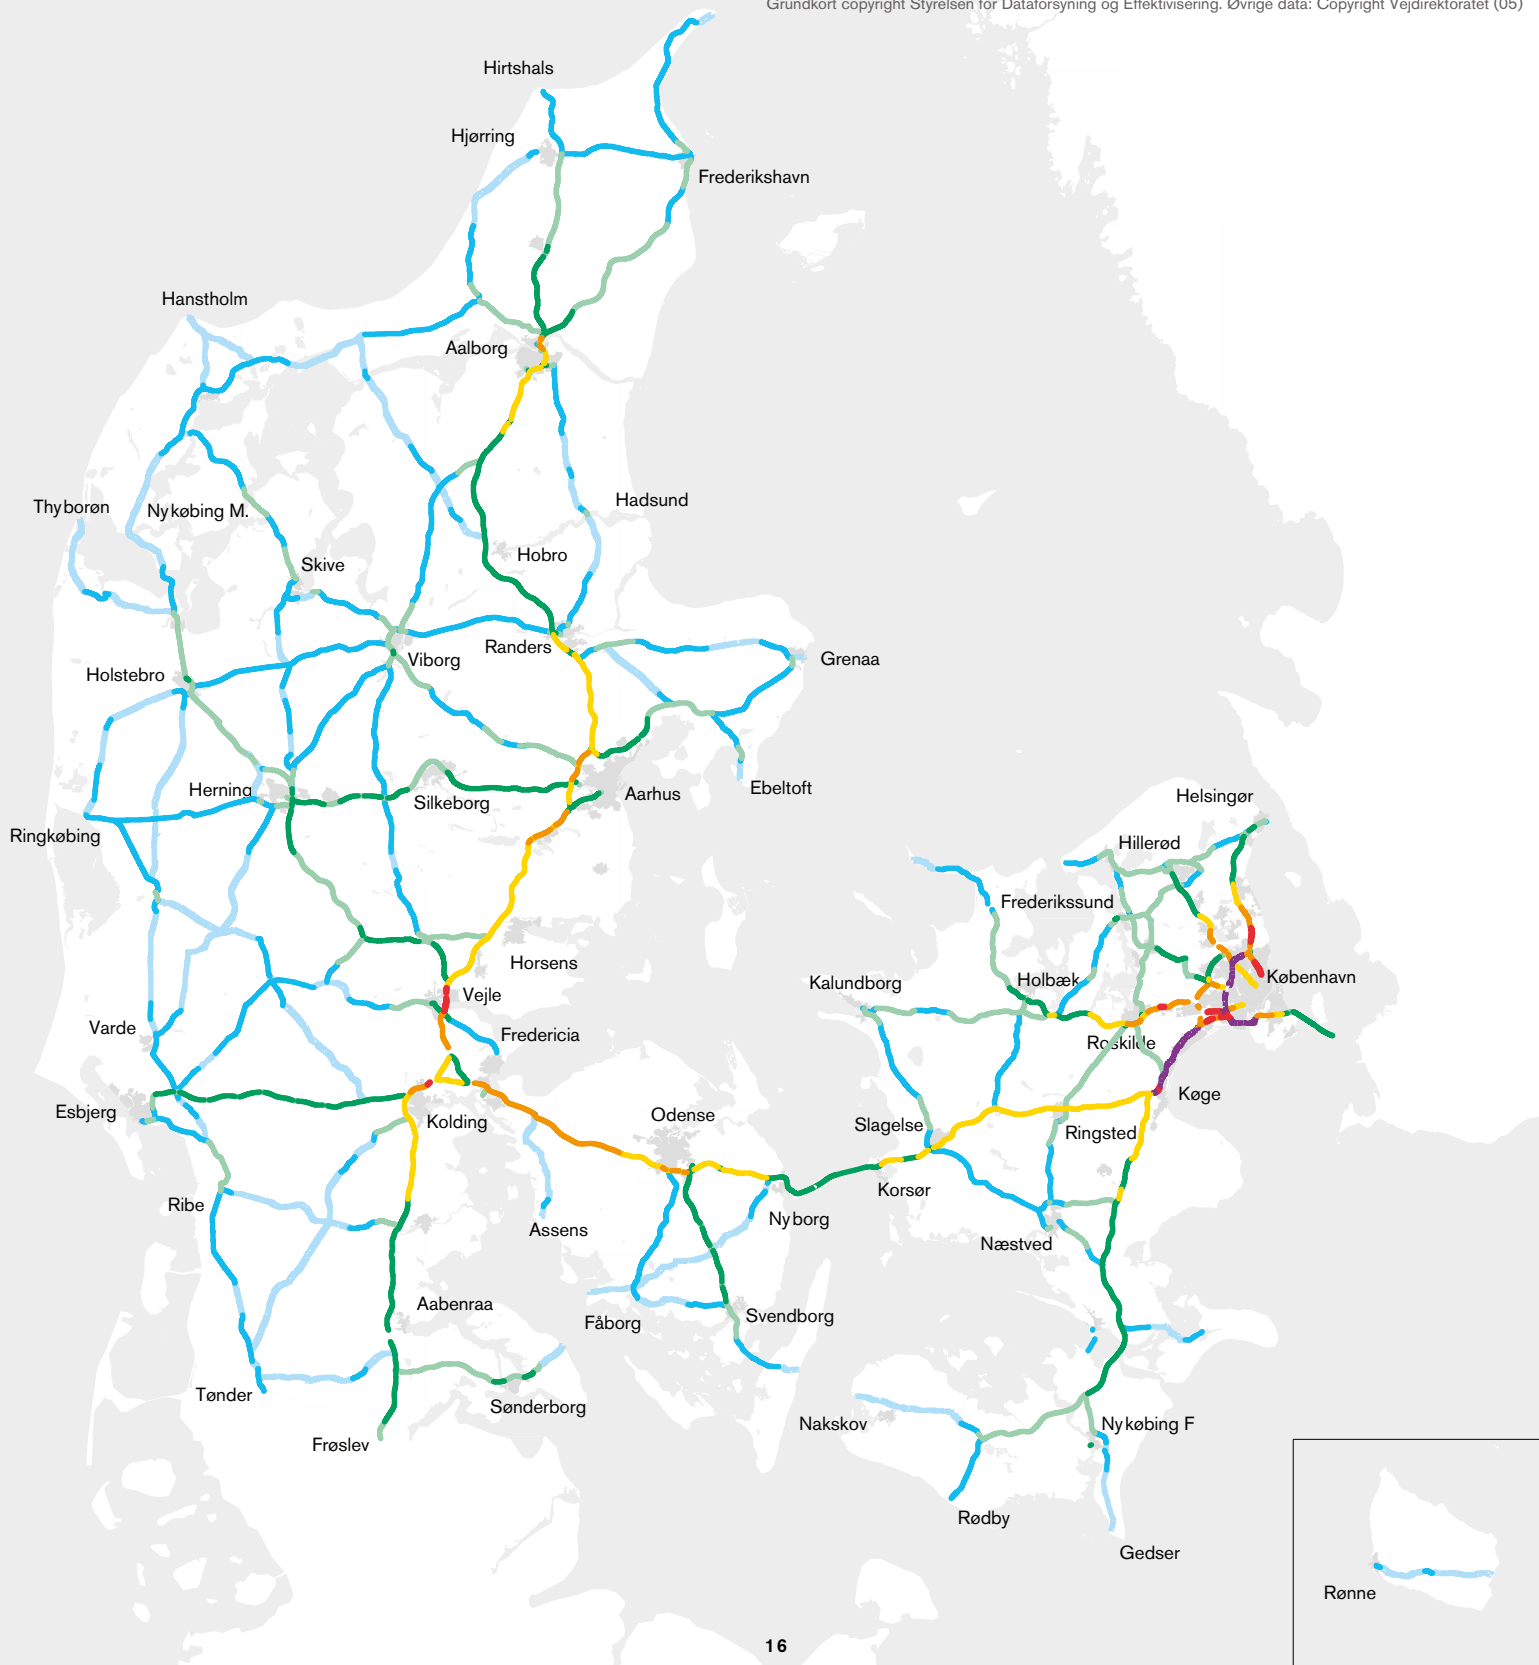 Grundkort copyright Styrelsen for Dataforsyning og Effektivisering. Øvrige data: Copyright Vejdirektoratet (05)
Hirtshals
Hjørring
Frederikshavn
Hanstholm
Aalborg
Thyborøn
Nykøbing M.
Hadsund
Hobro
Skive
Randers
Viborg
Grenaa
Holstebro
Herning
Silkeborg
Aarhus
Ebeltoft
Ringkøbing
Helsingør
Hillerød
Frederikssund
Horsens
København
Kalundborg
Holbæk
Vejle
Varde
Fredericia
Roskilde
Køge
Esbjerg
Odense
Kolding
Slagelse
Ringsted
Ribe
Korsør
Nyborg
Assens
Næstved
Aabenraa
Svendborg
Fåborg
Tønder
Sønderborg
Nakskov
Nykøbing F
Frøslev
Rødby
Gedser
Rønne
16